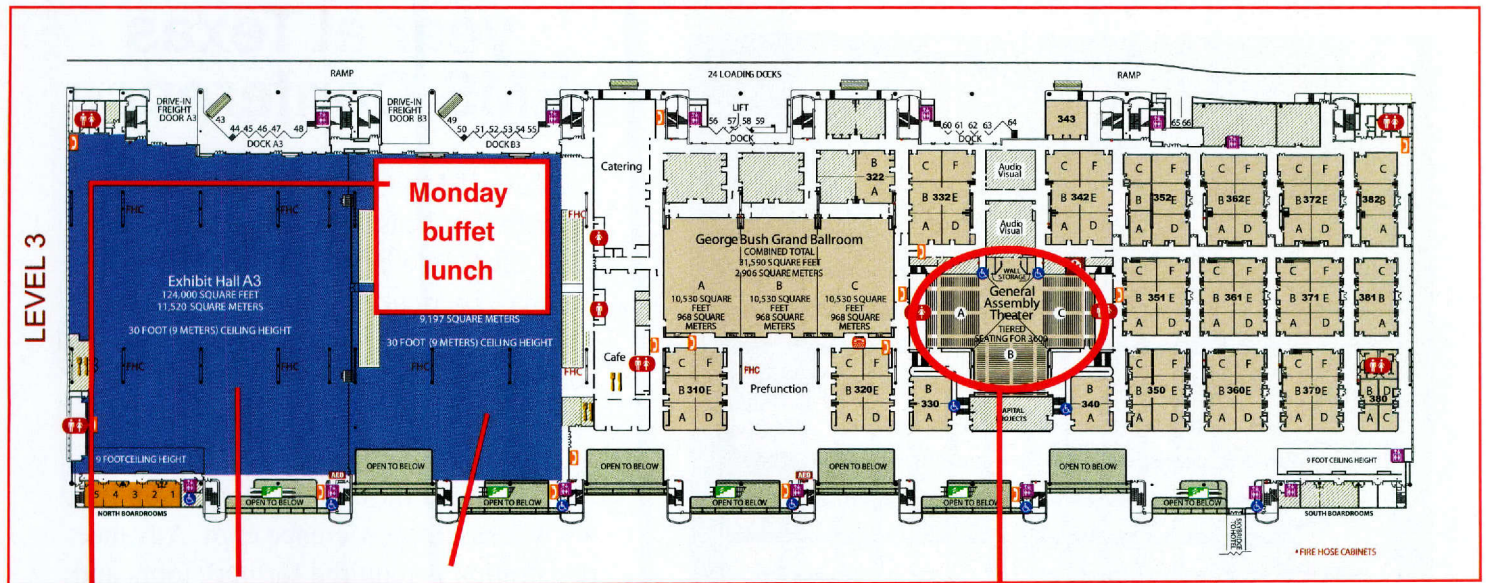 LEVEL 3
RAMP
24 LOADING DOCKS
RAMP
DRIVE-IN
FREIGHT
DOOR A3
43
44 45 46 47 48
DOCK A3
DRIVE-IN
FREIGHT
DOOR B3
49
50 51 52 53 54 55
DOCK B3
LIFT
56 57 58 59
DOCK
60 61 62 63 64
DOCK
65 66
343
Monday
buffet
lunch
FHC
FHC
FHC
Exhibit Hall A3
124,000 SQUARE FEET
11,520 SQUARE METERS
30 FOOT (9 METERS) CEILING HEIGHT
9,197 SQUARE METERS
30 FOOT (9 METERS) CEILING HEIGHT
FHC
FHC
FHC
9 FOOT CEILING HEIGHT
5 4 3 2 1
NORTH BOARDROOMS
Catering
Cafe
B
322
A
George Bush Grand Ballroom
COMBINED TOTAL
31,590 SQUARE FEET
2,906 SQUARE METERS
A B C
10,530 SQUARE FEET
968 SQUARE METERS
10,530 SQUARE FEET
968 SQUARE METERS
10,530 SQUARE FEET
968 SQUARE METERS
C F
B 310 E
A D
FHC
Prefunction
C F
B 320 E
A D
C F
B 332 E
A D
Audio
Visual
Audio
Visual
C F
B 342 E
A D
WALL
STORAGE
General
Assembly
Theater
TIERED
SEATING FOR 3600
A
C
B
B
330
A
CAPITAL
PROJECTS
B
340
A
C F
B 352 E
A D
C F
B 362 E
A D
C F
B 372 E
A D
C
382 B
A
C F
B 351 E
A D
C F
B 361 E
A D
C F
B 371 E
A D
C
381 B
A
C F
B 350 E
A D
C F
B 360 E
A D
C F
B 370 E
A D
B D
380
A C
OPEN TO BELOW
OPEN TO BELOW
OPEN TO BELOW
OPEN TO BELOW
OPEN TO BELOW
OPEN TO BELOW
OPEN TO BELOW
OPEN TO BELOW
OPEN TO BELOW
OPEN TO BELOW
AED
AED
9 FOOT CEILING HEIGHT
SOUTH BOARDROOMS
SKYBRIDGE
TO HOTEL
* FIRE HOSE CABINETS